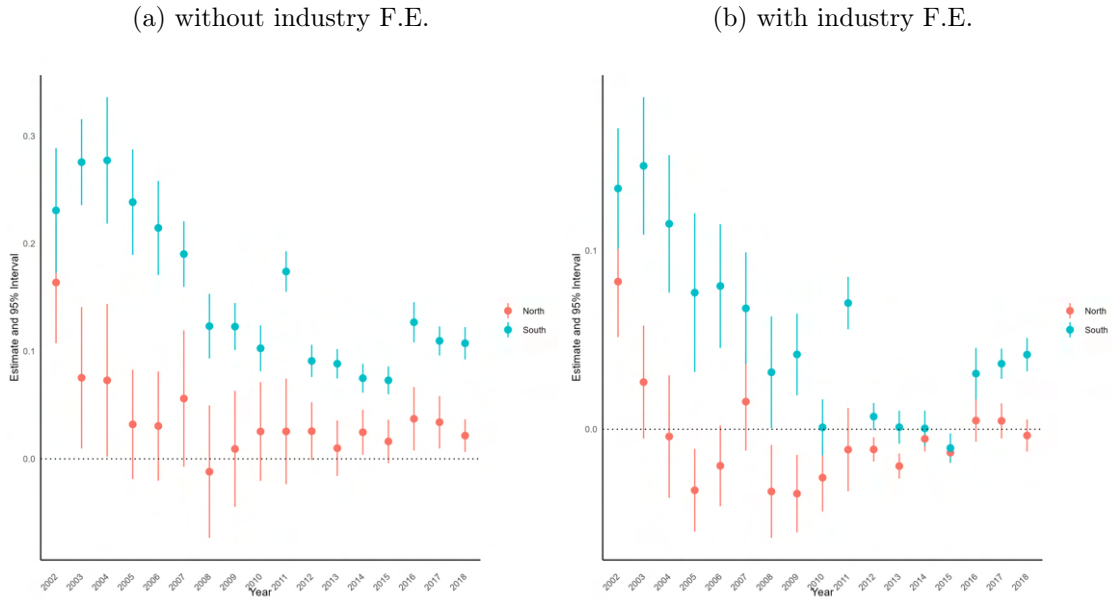 (a) without industry F.E.
(b) with industry F.E.
Estimate and 95% Interval
0.3
0.2
0.1
0.0
2002 2003 2004 2005 2006 2007 2008 2009 2010 2011 2012 2013 2014 2015 2016 2017 2018
Year
North
South
Estimate and 95% Interval
0.1
0.0
2002 2003 2004 2005 2006 2007 2008 2009 2010 2011 2012 2013 2014 2015 2016 2017 2018
Year
North
South